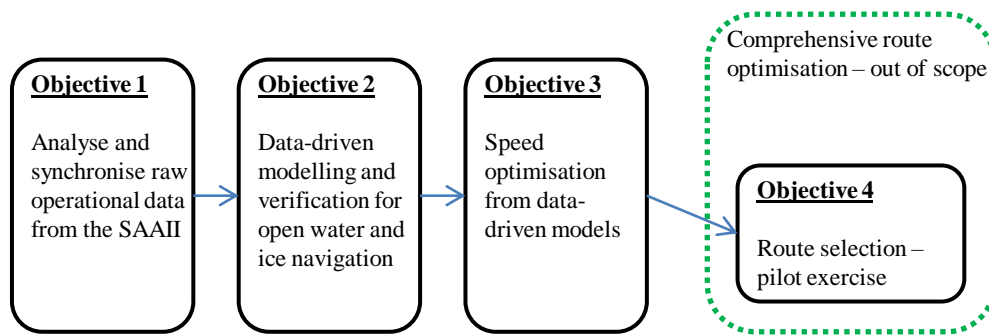 Objective 1
Analyse and
synchronise raw
operational data
from the SAAII
Objective 2
Data-driven
modelling and
verification for
open water and
ice navigation
Objective 3
Speed
optimisation
from data-
driven models
Comprehensive route
optimisation – out of scope
Objective 4
Route selection –
pilot exercise